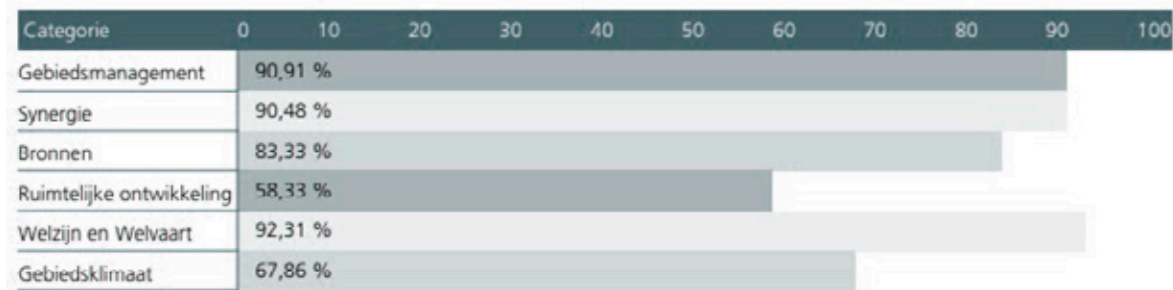 Categorie 0 10 20 30 40 50 60 70 80 90 100
Gebiedsmanagement 90,91 %
Synergie 90,48 %
Bronnen 83,33 %
Ruimtelijke ontwikkeling 58,33 %
Welzijn en Welvaart 92,31 %
Gebiedsklimaat 67,86 %